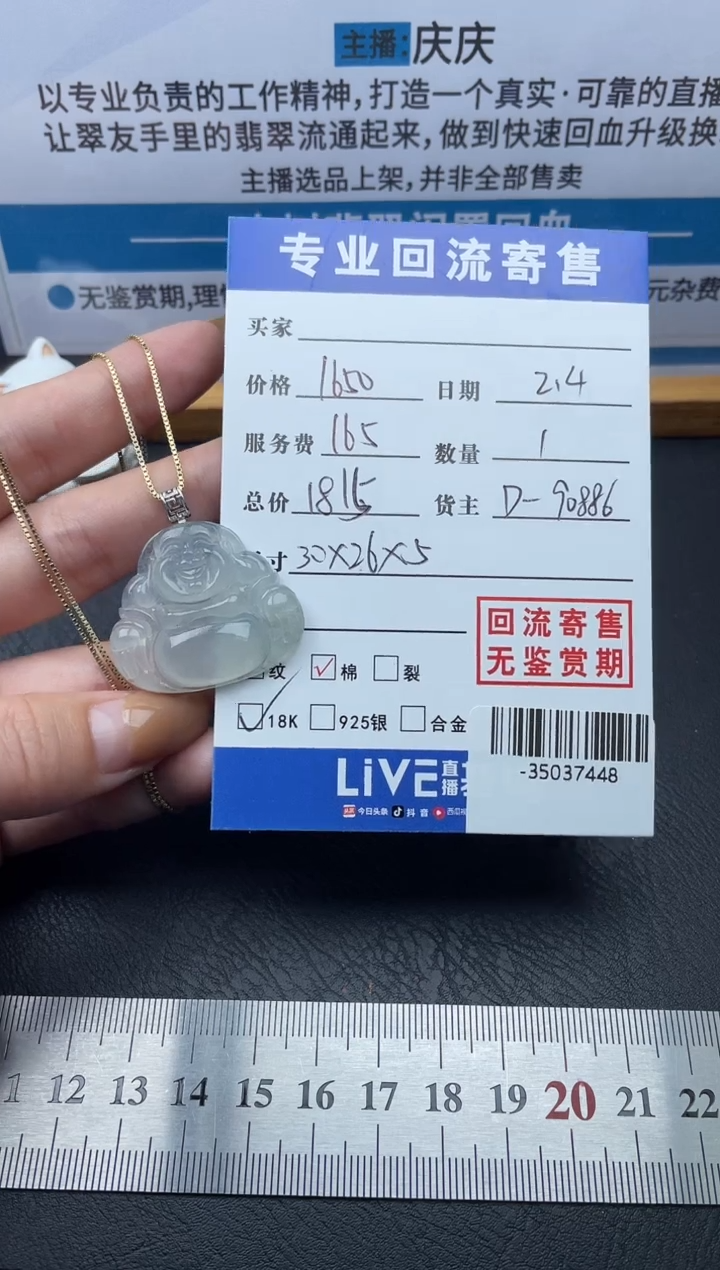 主播:庆庆
以专业负责的工作精神,打造一个真实·可靠的直播
让翠友手里的翡翠流通起来,做到快速回血升级换
主播选品上架,并非全部售卖
无鉴赏期,理
元杂费
专业回流寄售
买家
价格 1650 日期 2.4
服务费 165 数量 1
总价 1815 货主 D-90886
寸 30×26×5
回流寄售
无鉴赏期
纹 棉 裂
18K 925银 合金
-35037448
LiVE 直播
今日头条 抖音 西瓜视
11 12 13 14 15 16 17 18 19 20 21 22